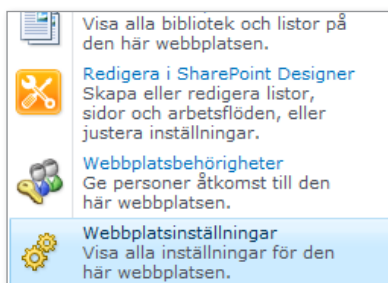 Visa alla bibliotek och listor på
den här webbplatsen.
Redigera i SharePoint Designer
Skapa eller redigera listor,
sidor och arbetsflöden, eller
justera inställningar.
Webbplatsbehörigheter
Ge personer åtkomst till den
här webbplatsen.
Webbplatsinställningar
Visa alla inställningar för den
här webbplatsen.